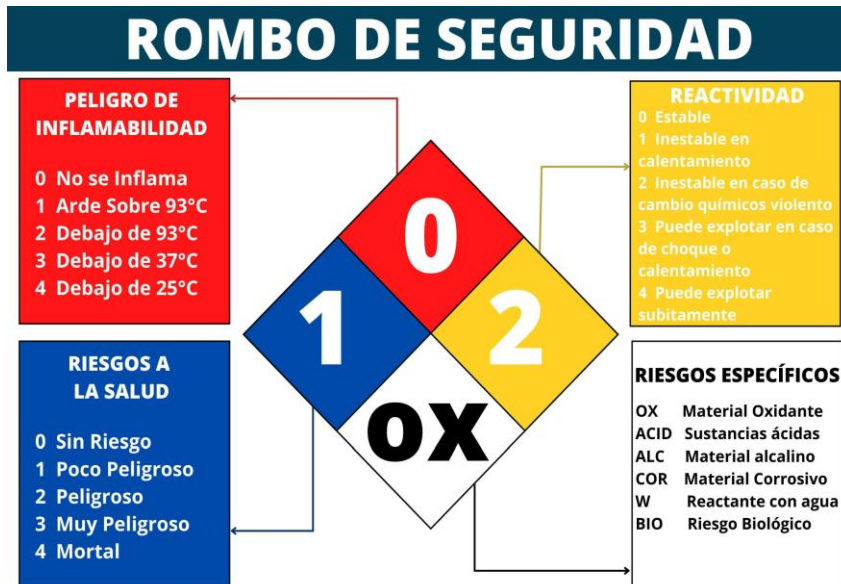 ROMBO DE SEGURIDAD
PELIGRO DE
INFLAMABILIDAD
0 No se Inflama
1 Arde Sobre 93°C
2 Debajo de 93°C
3 Debajo de 37°C
4 Debajo de 25°C
REACTIVIDAD
0 Estable
1 Inestable en
calentamiento
2 Inestable en caso de
cambio químicos violento
3 Puede explotar en caso
de choque o
calentamiento
4 Puede explotar
subitamente
0
1
2
OX
RIESGOS A
LA SALUD
0 Sin Riesgo
1 Poco Peligroso
2 Peligroso
3 Muy Peligroso
4 Mortal
RIESGOS ESPECÍFICOS
OX Material Oxidante
ACID Sustancias ácidas
ALC Material alcalino
COR Material Corrosivo
W Reactante con agua
BIO Riesgo Biológico